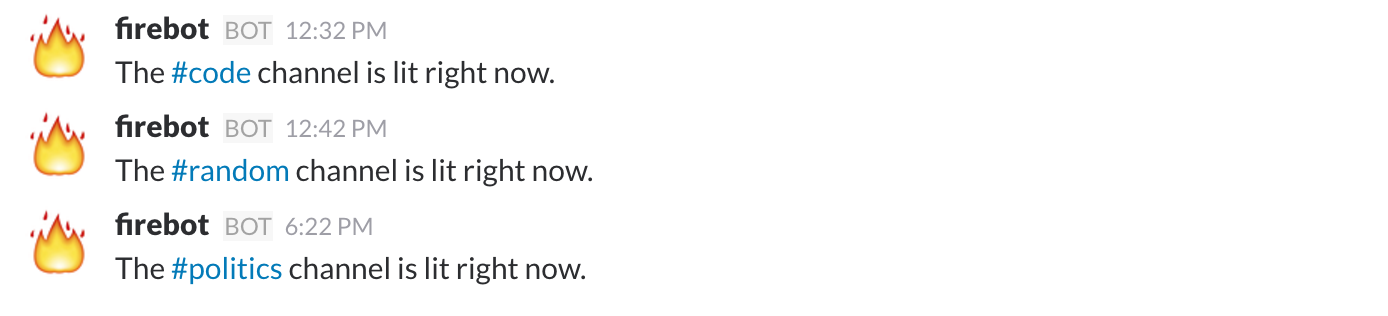 firebot BOT 12:32 PM
The #code channel is lit right now.
firebot BOT 12:42 PM
The #random channel is lit right now.
firebot BOT 6:22 PM
The #politics channel is lit right now.